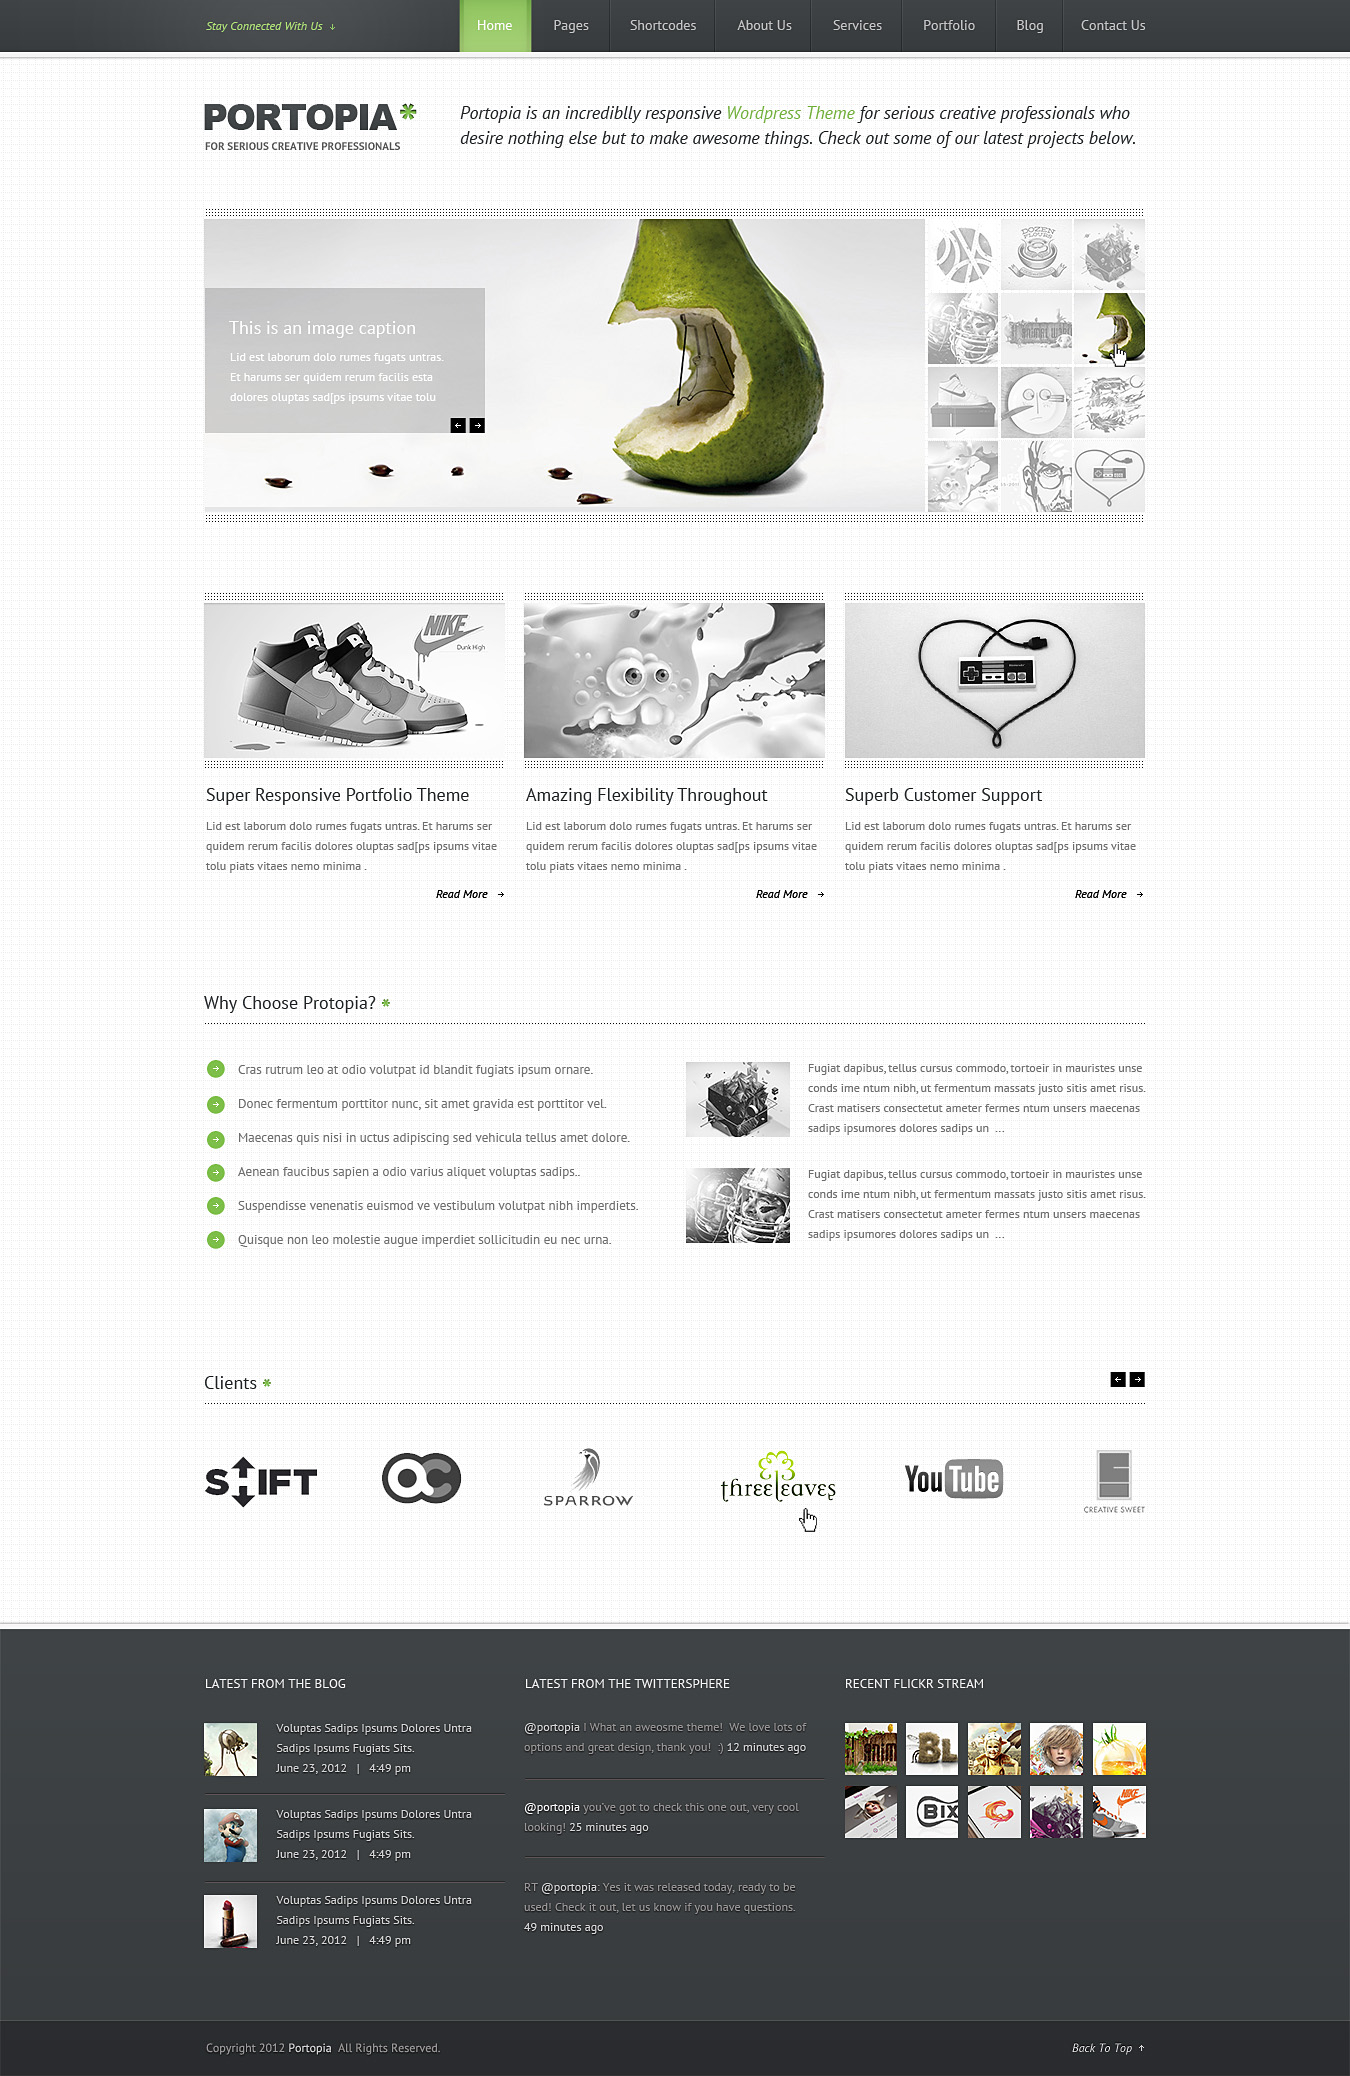 Stay Connected With Us ↓
Home Pages Shortcodes About Us Services Portfolio Blog Contact Us
PORTOPIA*
FOR SERIOUS CREATIVE PROFESSIONALS
Portopia is an incrediblly responsive Wordpress Theme for serious creative professionals who
desire nothing else but to make awesome things. Check out some of our latest projects below.
This is an image caption
Lid est laborum dolo rumes fugats untras.
Et harums ser quidem rerum facilis esta
dolores oluptas sad[ps ipsums vitae tolu
DOZEN
NIKE
Dunk High
Super Responsive Portfolio Theme
Lid est laborum dolo rumes fugats untras. Et harums ser
quidem rerum facilis dolores oluptas sad[ps ipsums vitae
tolu piats vitaes nemo minima .
Read More →
Amazing Flexibility Throughout
Lid est laborum dolo rumes fugats untras. Et harums ser
quidem rerum facilis dolores oluptas sad[ps ipsums vitae
tolu piats vitaes nemo minima .
Read More →
Superb Customer Support
Lid est laborum dolo rumes fugats untras. Et harums ser
quidem rerum facilis dolores oluptas sad[ps ipsums vitae
tolu piats vitaes nemo minima .
Read More →
Why Choose Protopia? *
Cras rutrum leo at odio volutpat id blandit fugiats ipsum ornare.
Donec fermentum porttitor nunc, sit amet gravida est porttitor vel.
Maecenas quis nisi in uctus adipiscing sed vehicula tellus amet dolore.
Aenean faucibus sapien a odio varius aliquet voluptas sadips..
Suspendisse venenatis euismod ve vestibulum volutpat nibh imperdiets.
Quisque non leo molestie augue imperdiet sollicitudin eu nec urna.
Fugiat dapibus, tellus cursus commodo, tortoeir in mauristes unse
conds ime ntum nibh, ut fermentum massats justo sitis amet risus.
Crast matisers consectetut ameter fermes ntum unsers maecenas
sadips ipsumores dolores sadips un ...
Fugiat dapibus, tellus cursus commodo, tortoeir in mauristes unse
conds ime ntum nibh, ut fermentum massats justo sitis amet risus.
Crast matisers consectetut ameter fermes ntum unsers maecenas
sadips ipsumores dolores sadips un ...
Clients *
SHIFT
ac
SPARROW
threeleaves
YouTube
CREATIVE SWEET
LATEST FROM THE BLOG
Voluptas Sadips Ipsums Dolores Untra
Sadips Ipsums Fugiats Sits.
June 23, 2012 | 4:49 pm
Voluptas Sadips Ipsums Dolores Untra
Sadips Ipsums Fugiats Sits.
June 23, 2012 | 4:49 pm
Voluptas Sadips Ipsums Dolores Untra
Sadips Ipsums Fugiats Sits.
June 23, 2012 | 4:49 pm
LATEST FROM THE TWITTERSPHERE
@portopia I What an aweosme theme! We love lots of
options and great design, thank you! :) 12 minutes ago
@portopia you've got to check this one out, very cool
looking! 25 minutes ago
RT @portopia: Yes it was released today, ready to be
used! Check it out, let us know if you have questions.
49 minutes ago
RECENT FLICKR STREAM
BL
BIX
NIKE
Copyright 2012 Portopia All Rights Reserved.
Back To Top ↑